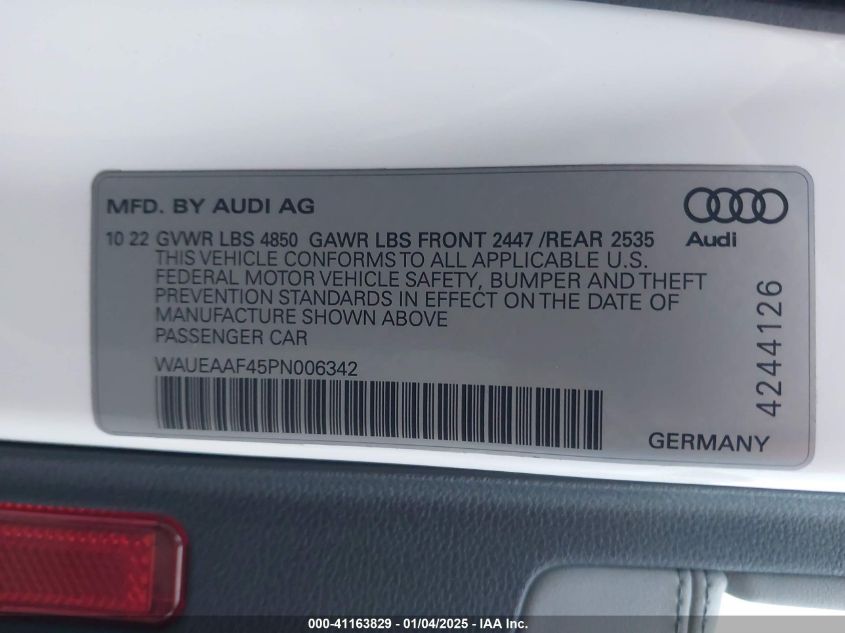 MFD. BY AUDI AG
10 22 GVWR LBS 4850 GAWR LBS FRONT 2447 /REAR 2535
THIS VEHICLE CONFORMS TO ALL APPLICABLE U.S.
FEDERAL MOTOR VEHICLE SAFETY, BUMPER AND THEFT
PREVENTION STANDARDS IN EFFECT ON THE DATE OF
MANUFACTURE SHOWN ABOVE
PASSENGER CAR
WAUEAAF45PN006342
Audi
4244126
GERMANY
000-41163829 - 01/04/2025 - IAA Inc.